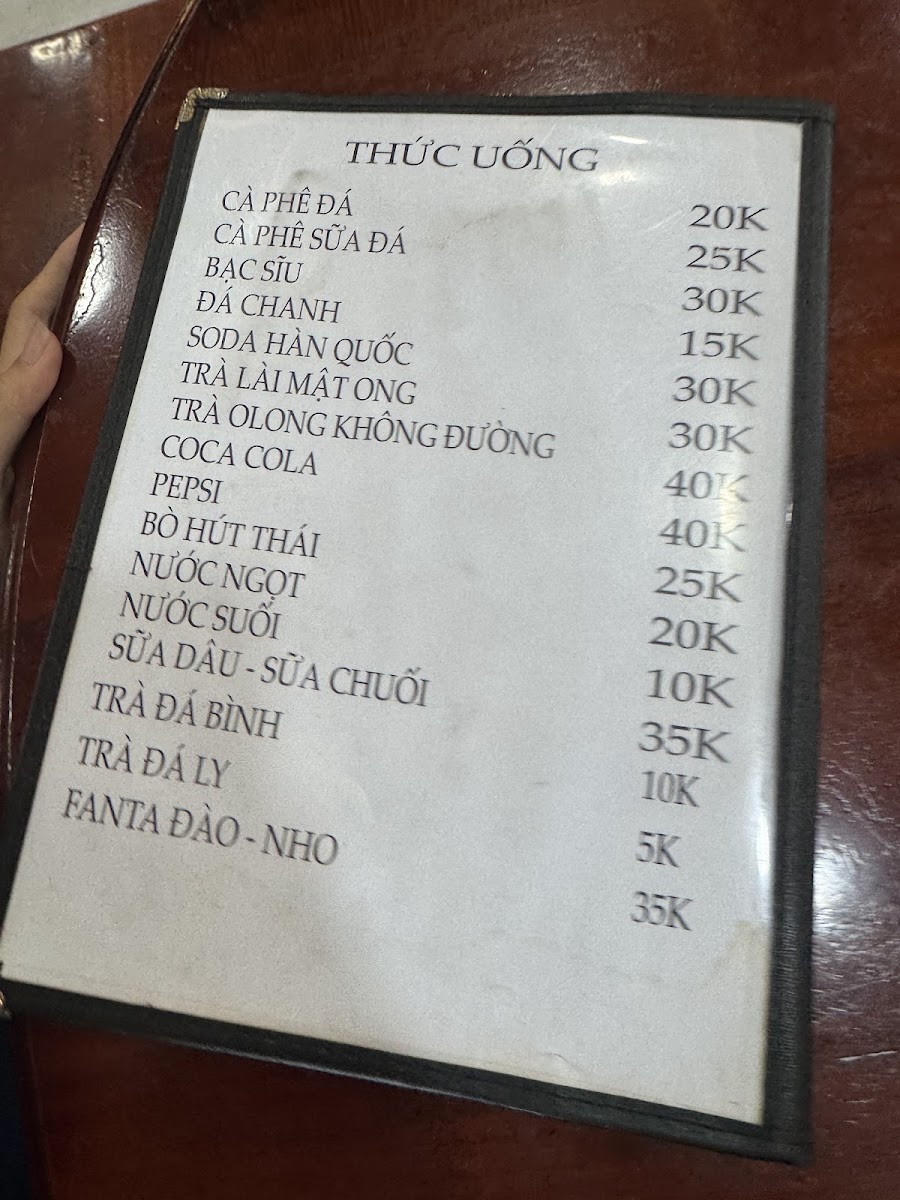 THỨC UỐNG
CÀ PHÊ ĐÁ
CÀ PHÊ SỮA ĐÁ
BẠC SĨU
ĐÁ CHANH
SODA HÀN QUỐC
TRÀ LÀI MẬT ONG
TRÀ OLONG KHÔNG ĐƯỜNG
COCA COLA
PEPSI
BÒ HÚT THÁI
NƯỚC NGỌT
NƯỚC SUỐI
SỮA DÂU - SỮA CHUỐI
TRÀ ĐÁ BÌNH
TRÀ ĐÁ LY
FANTA ĐÀO - NHO
20K
25K
30K
15K
30K
30K
40K
40K
25K
20K
10K
35K
10K
5K
35K